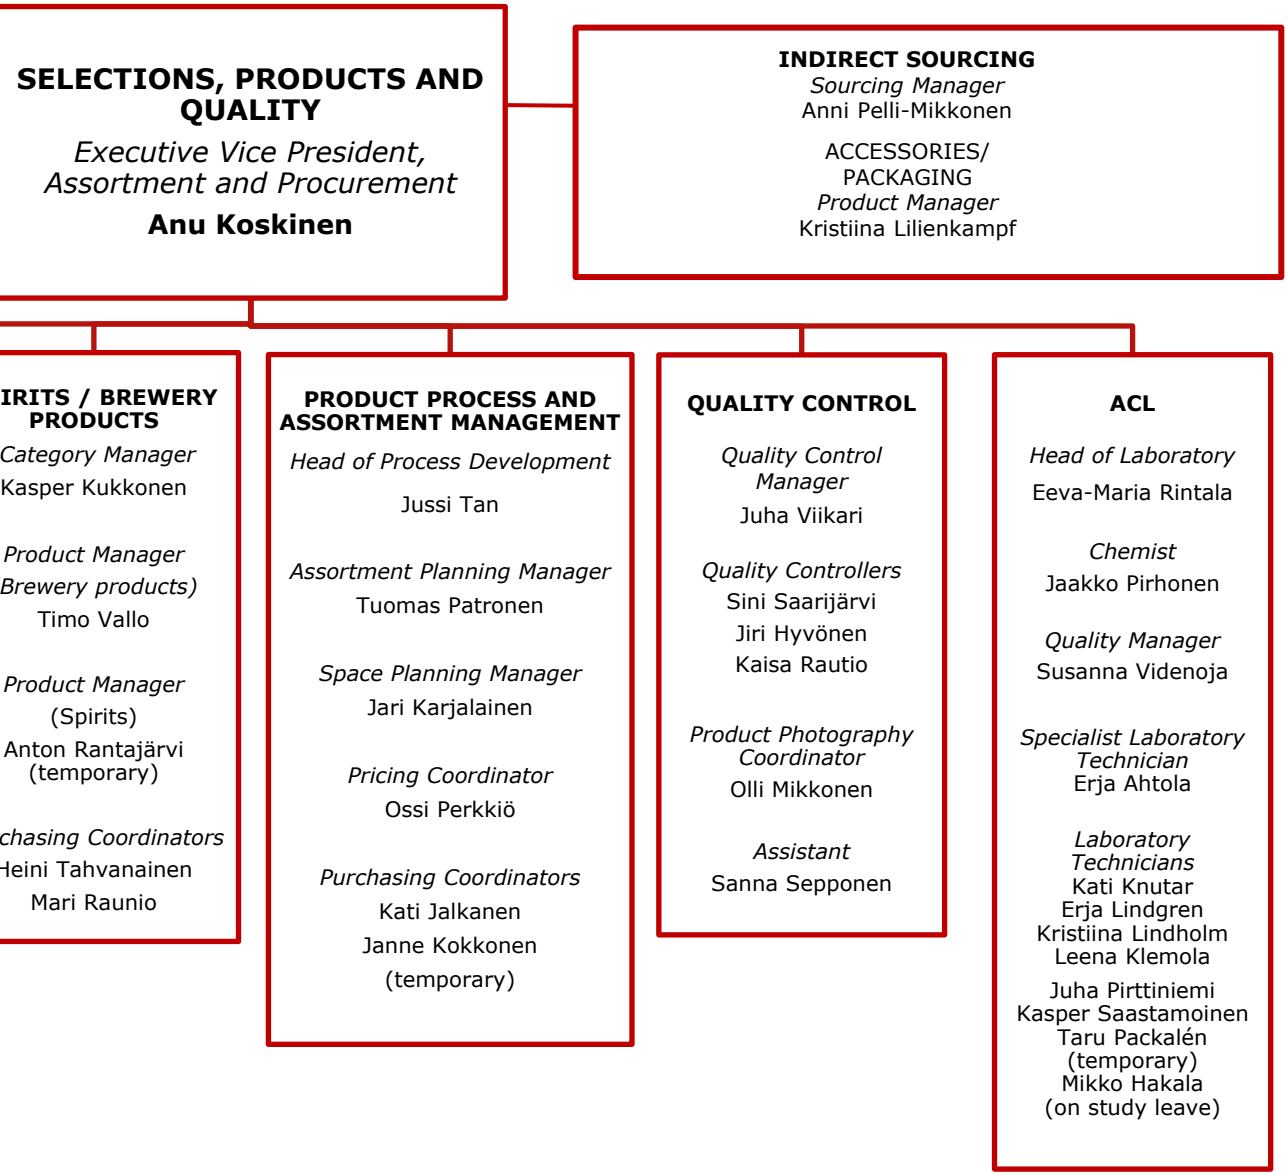 SELECTIONS, PRODUCTS AND
QUALITY
Executive Vice President,
Assortment and Procurement
Anu Koskinen
INDIRECT SOURCING
Sourcing Manager
Anni Pelli-Mikkonen
ACCESSORIES/
PACKAGING
Product Manager
Kristiina Lilienkampf
IRITS / BREWERY
PRODUCTS
Category Manager
Kasper Kukkonen
Product Manager
Brewery products)
Timo Vallo
Product Manager
(Spirits)
Anton Rantajärvi
(temporary)
chasing Coordinators
Heini Tahvanainen
Mari Raunio
PRODUCT PROCESS AND
ASSORTMENT MANAGEMENT
Head of Process Development
Jussi Tan
Assortment Planning Manager
Tuomas Patronen
Space Planning Manager
Jari Karjalainen
Pricing Coordinator
Ossi Perkkiö
Purchasing Coordinators
Kati Jalkanen
Janne Kokkonen
(temporary)
QUALITY CONTROL
Quality Control
Manager
Juha Viikari
Quality Controllers
Sini Saarijärvi
Jiri Hyvönen
Kaisa Rautio
Product Photography
Coordinator
Olli Mikkonen
Assistant
Sanna Sepponen
ACL
Head of Laboratory
Eeva-Maria Rintala
Chemist
Jaakko Pirhonen
Quality Manager
Susanna Videnoja
Specialist Laboratory
Technician
Erja Ahtola
Laboratory
Technicians
Kati Knutar
Erja Lindgren
Kristiina Lindholm
Leena Klemola
Juha Pirttiniemi
Kasper Saastamoinen
Taru Packalén
(temporary)
Mikko Hakala
(on study leave)